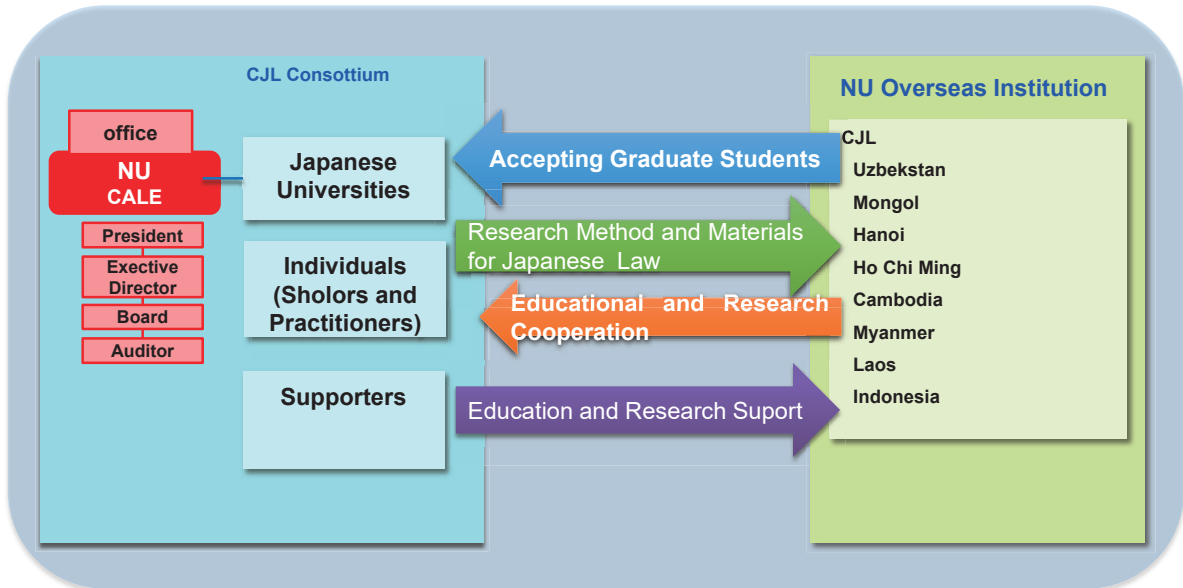 CJL Consottium
office
NU
CALE
President
Exective
Director
Board
Auditor
Japanese
Universities
Individuals
(Sholors and
Practitioners)
Supporters
Accepting Graduate Students
Research Method and Materials
for Japanese Law
Educational and Research
Cooperation
Education and Research Suport
NU Overseas Institution
CJL
Uzbekstan
Mongol
Hanoi
Ho Chi Ming
Cambodia
Myanmer
Laos
Indonesia